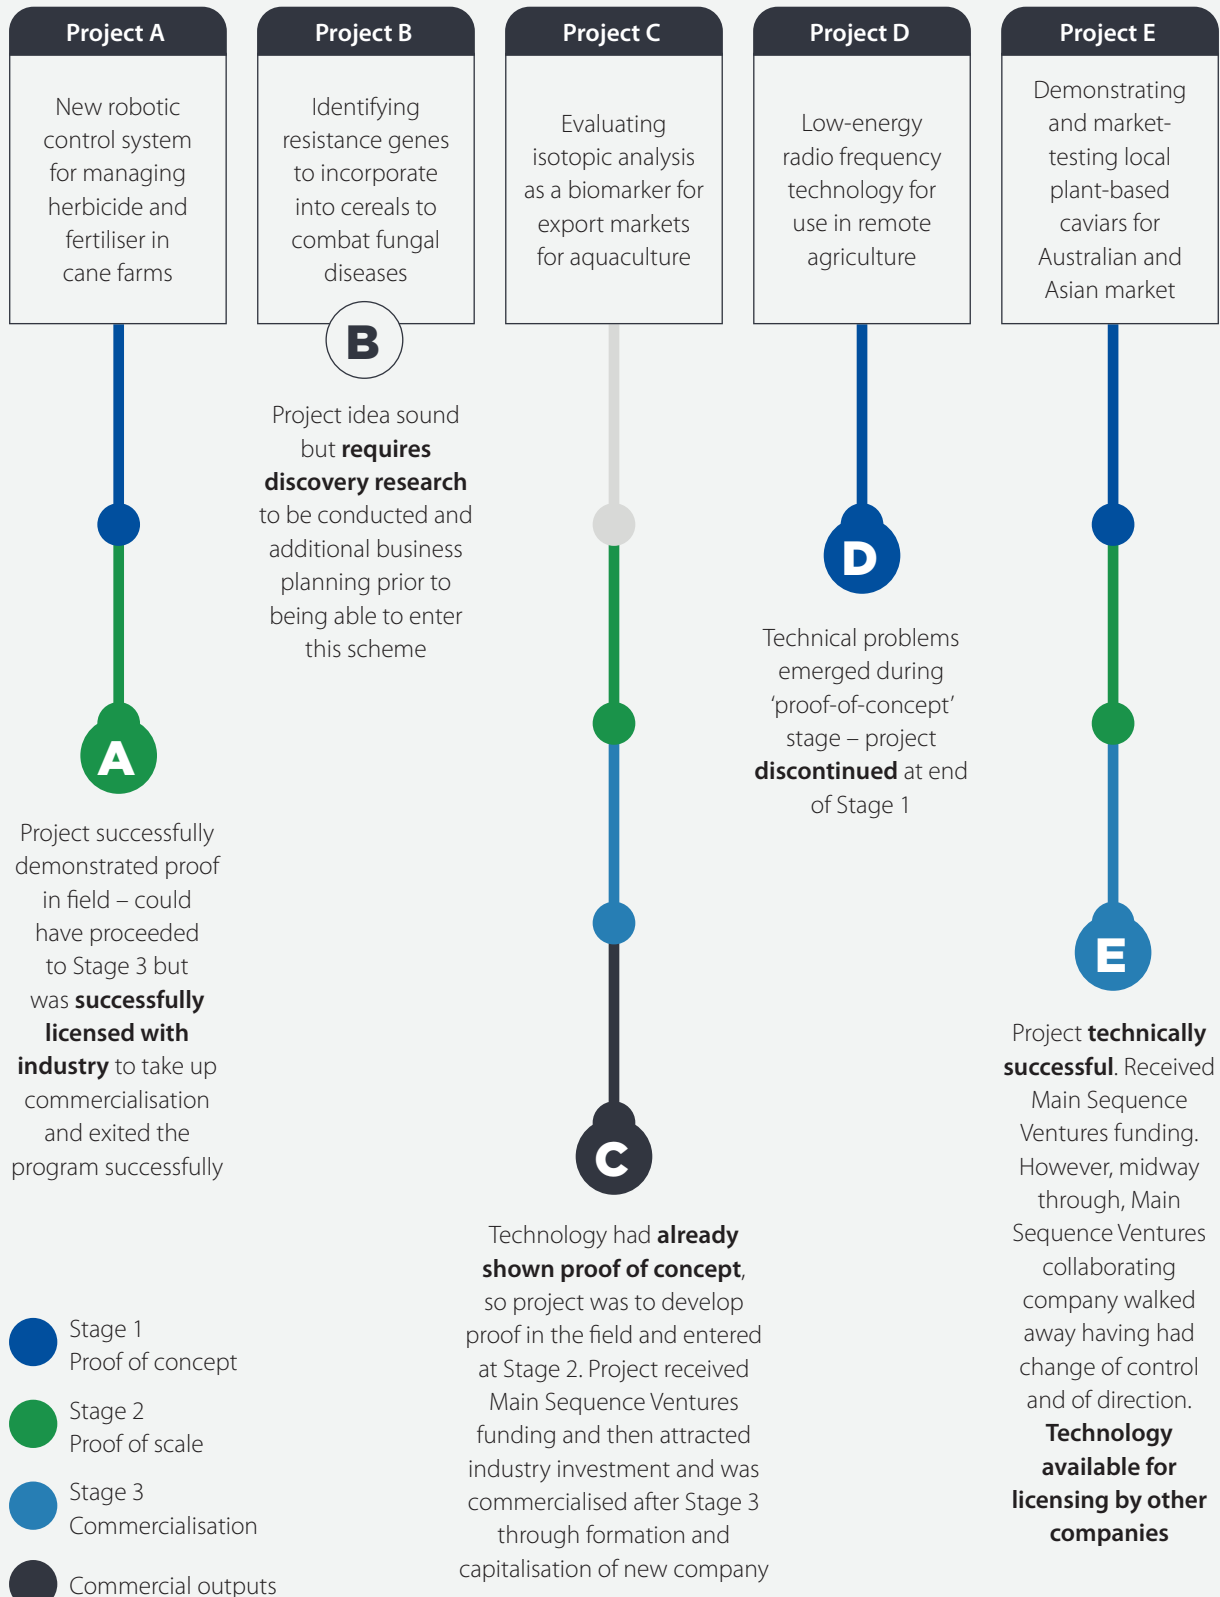 Project A
New robotic
control system
for managing
herbicide and
fertiliser in
cane farms
A
Project successfully
demonstrated proof
in field – could
have proceeded
to Stage 3 but
was successfully
licensed with
industry to take up
commercialisation
and exited the
program successfully
Project B
Identifying
resistance genes
to incorporate
into cereals to
combat fungal
diseases
B
Project idea sound
but requires
discovery research
to be conducted and
additional business
planning prior to
being able to enter
this scheme
Project C
Evaluating
isotopic analysis
as a biomarker for
export markets
for aquaculture
C
Technology had already
shown proof of concept,
so project was to develop
proof in the field and entered
at Stage 2. Project received
Main Sequence Ventures
funding and then attracted
industry investment and was
commercialised after Stage 3
through formation and
capitalisation of new company
Project D
Low-energy
radio frequency
technology for
use in remote
agriculture
D
Technical problems
emerged during
‘proof-of-concept’
stage – project
discontinued at end
of Stage 1
Project E
Demonstrating
and market-
testing local
plant-based
caviars for
Australian and
Asian market
E
Project technically
successful. Received
Main Sequence
Ventures funding.
However, midway
through, Main
Sequence Ventures
collaborating
company walked
away having had
change of control
and of direction.
Technology
available for
licensing by other
companies
Stage 1
Proof of concept
Stage 2
Proof of scale
Stage 3
Commercialisation
Commercial outputs